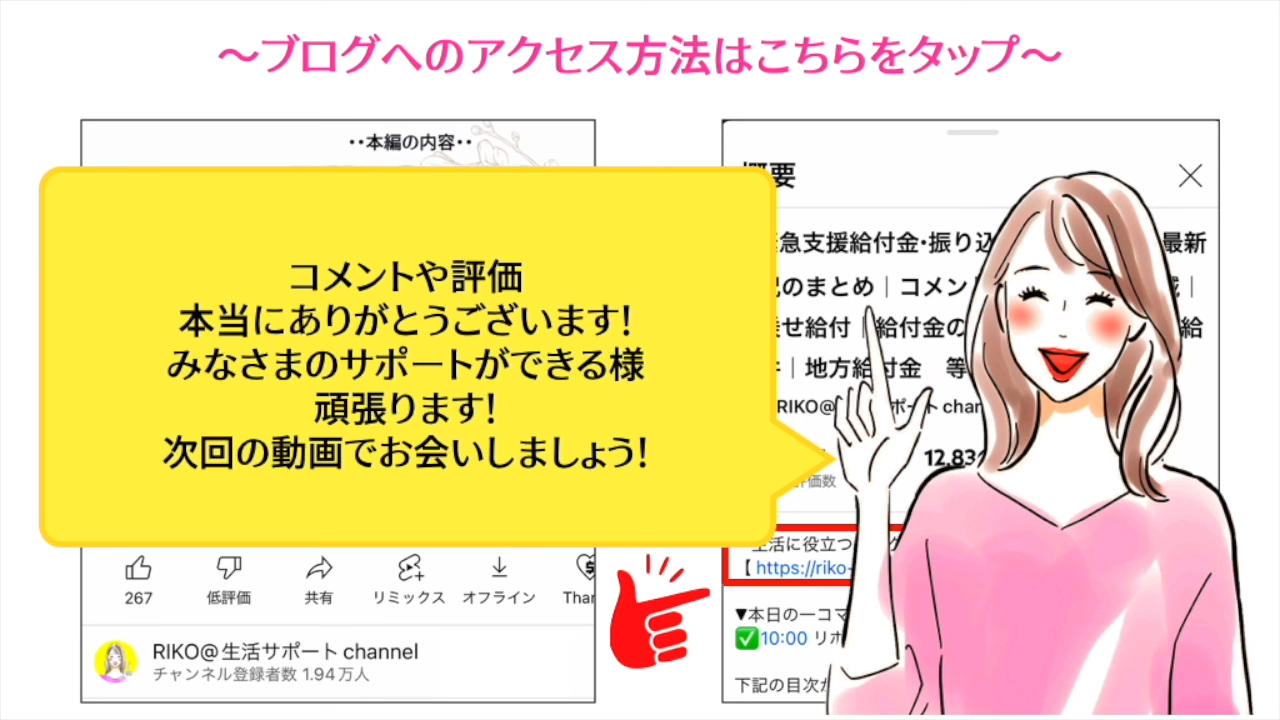 〜ブログへのアクセス方法はこちらをタップ〜
・・本編の内容・・
コメントや評価
本当にありがとうございます!
みなさまのサポートができる様
頑張ります!
次回の動画でお会いしましょう!
267
低評価
共有
リミックス
オフライン
Than
RIKO@生活サポート channel
チャンネル登録者数 1.94万人
概要
急支援給付金・振り込
最新
のまとめ｜コメン
せ給付
給付金の
給
｜地方給付金 等
RIKO@
ポート chan
12,83
評価数
生活に役立つ
【https://riko-
▼本日の一コマ
✅10:00 リホ
下記の目次か